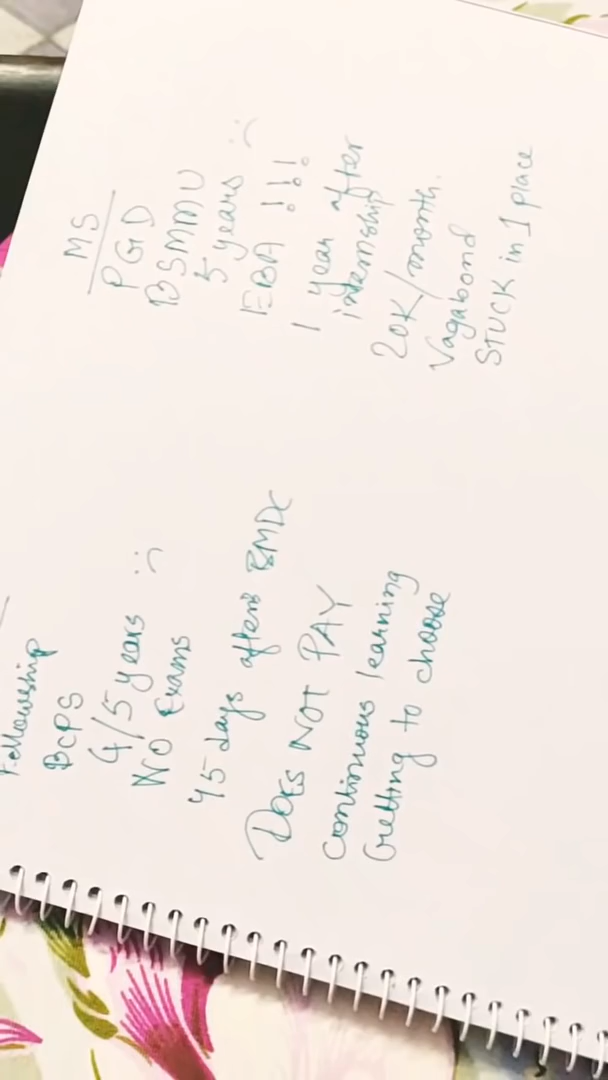 Fellowship
BCPS
4/5 years :)
No Exams
45 days after BMDC
DOES NOT PAY
Continuous learning
Getting to choose
MS
PGD
BSMMU
5 years :(
EBA !!!
1 year after
internship
20K/month.
Vagabond
STUCK in 1 place